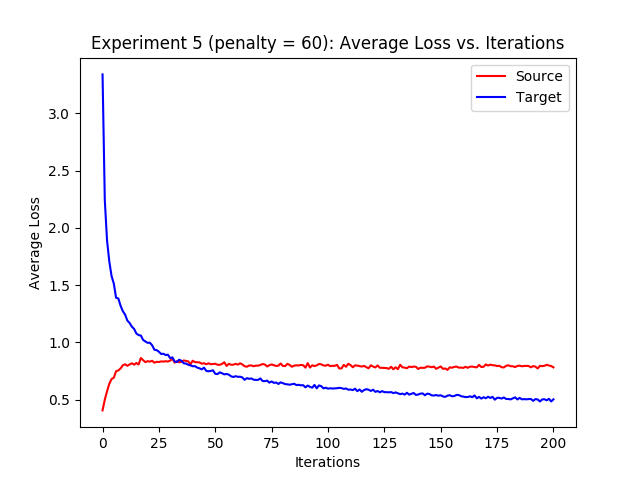 Experiment 5 (penalty = 60): Average Loss vs. Iterations
Source
Target
Average Loss
3.0
2.5
2.0
1.5
1.0
0.5
0 25 50 75 100 125 150 175 200
Iterations